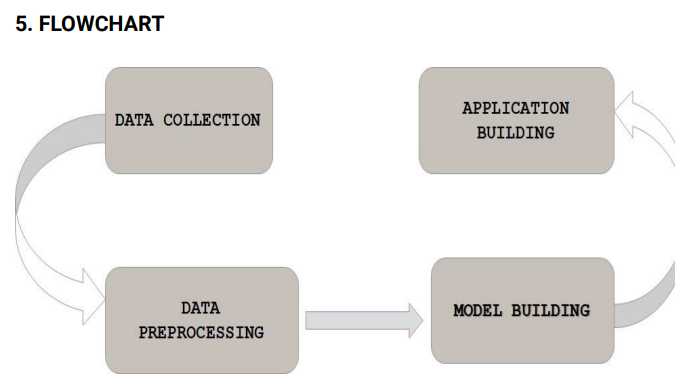 5. FLOWCHART
DATA COLLECTION
APPLICATION
BUILDING
DATA
PREPROCESSING
MODEL BUILDING